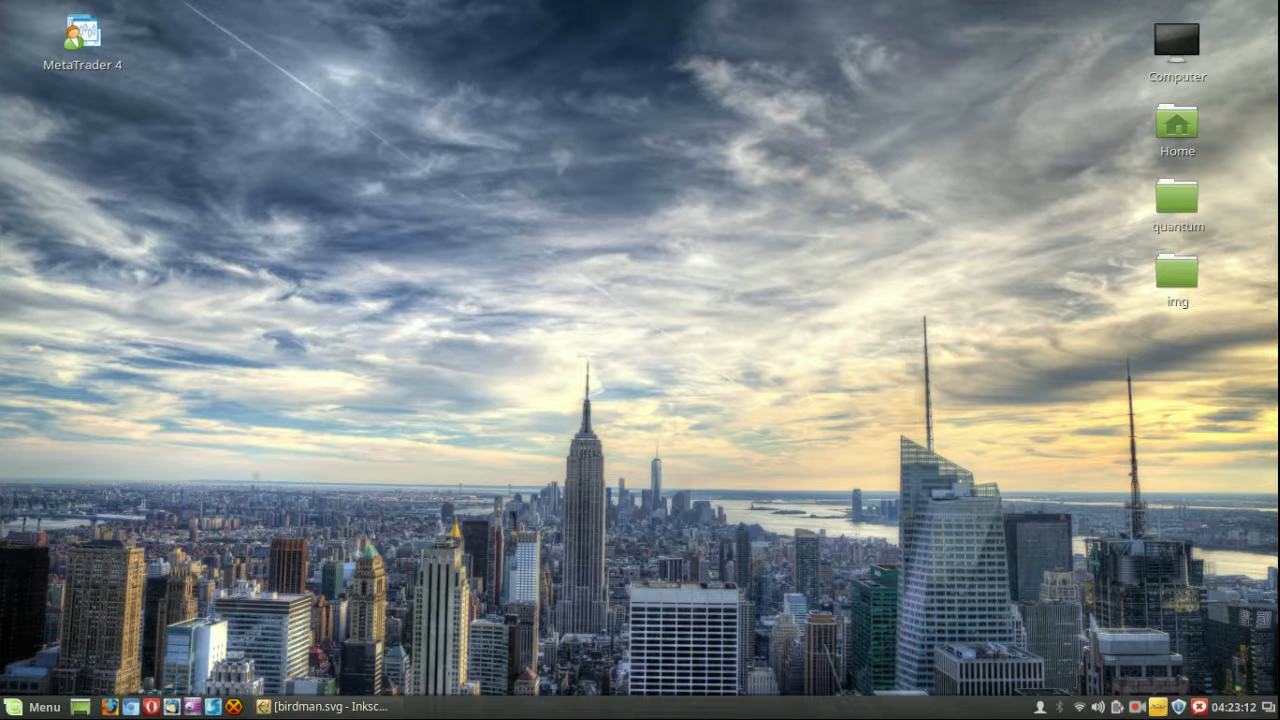 MetaTrader 4
Computer
Home
quantum
img
Menu
[birdman.svg - Inksc...
04:23:12